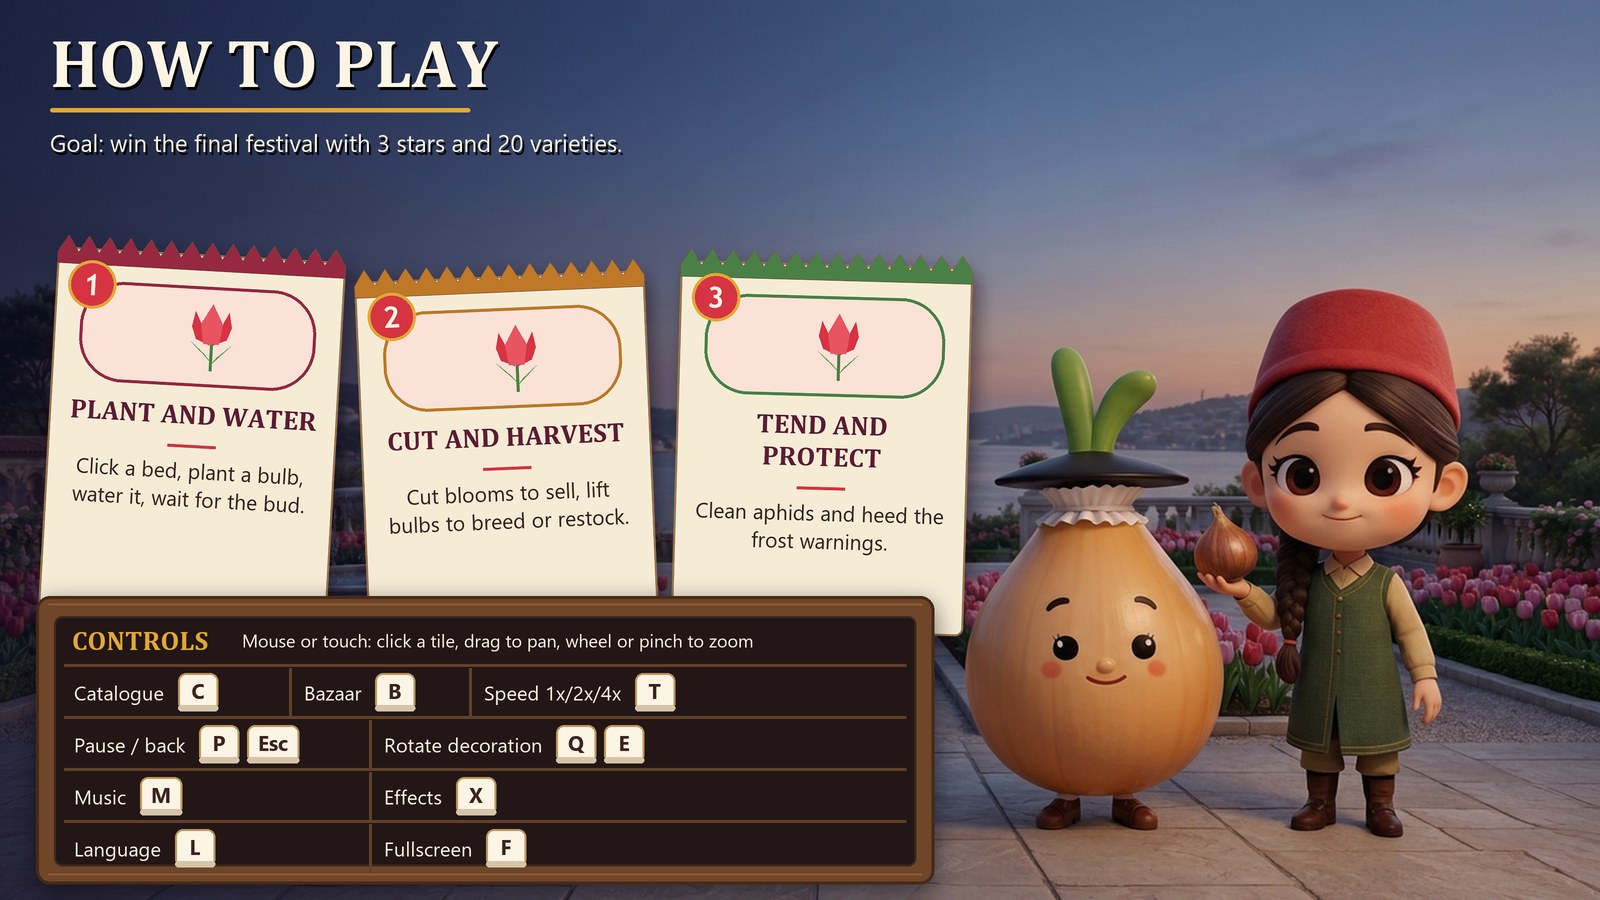 HOW TO PLAY
Goal: win the final festival with 3 stars and 20 varieties.
1
PLANT AND WATER
Click a bed, plant a bulb,
water it, wait for the bud.
2
CUT AND HARVEST
Cut blooms to sell, lift
bulbs to breed or restock.
3
TEND AND
PROTECT
Clean aphids and heed the
frost warnings.
CONTROLS Mouse or touch: click a tile, drag to pan, wheel or pinch to zoom
Catalogue C Bazaar B Speed 1x/2x/4x T
Pause / back P Esc Rotate decoration Q E
Music M Effects X
Language L Fullscreen F